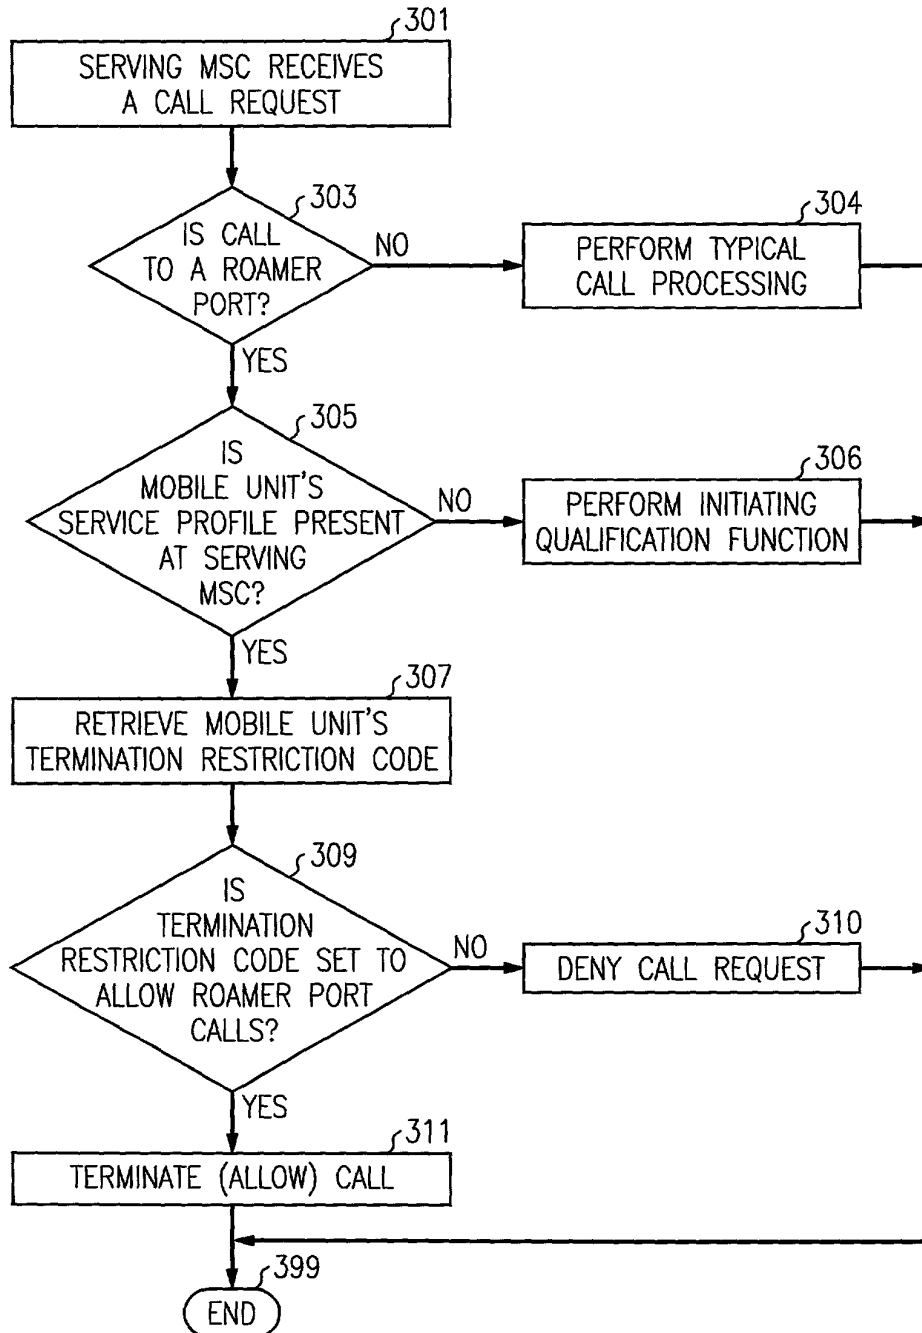 301
SERVING MSC RECEIVES
A CALL REQUEST
303
IS CALL
TO A ROAMER
PORT?
NO
304
PERFORM TYPICAL
CALL PROCESSING
YES
305
IS
MOBILE UNIT'S
SERVICE PROFILE PRESENT
AT SERVING
MSC?
NO
306
PERFORM INITIATING
QUALIFICATION FUNCTION
YES
307
RETRIEVE MOBILE UNIT'S
TERMINATION RESTRICTION CODE
309
IS
TERMINATION
RESTRICTION CODE SET TO
ALLOW ROAMER PORT
CALLS?
NO
310
DENY CALL REQUEST
YES
311
TERMINATE (ALLOW) CALL
399
END